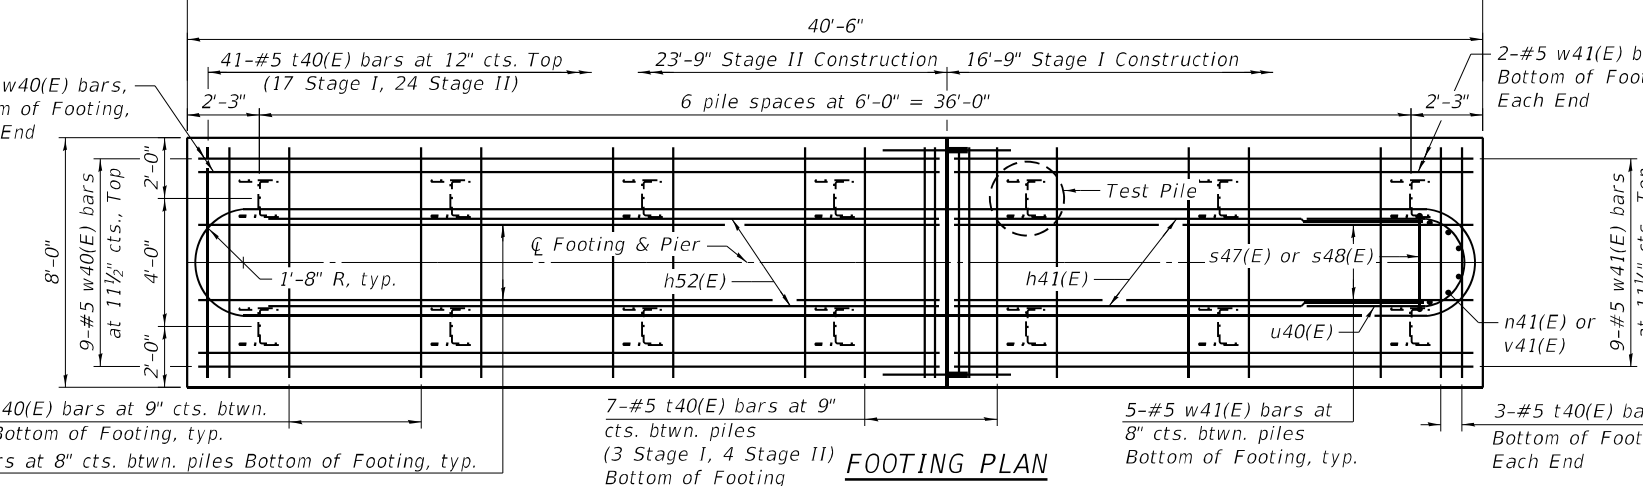 40'-6"
41-#5 t40(E) bars at 12" cts. Top
(17 Stage I, 24 Stage II)
23'-9" Stage II Construction
16'-9" Stage I Construction
2-#5 w41(E) b
Bottom of Foo
Each End
w40(E) bars,
m of Footing,
End
2'-3"
6 pile spaces at 6'-0" = 36'-0"
2'-3"
8'-0"
9-#5 w40(E) bars
at 11½" cts., Top
2'-0"
4'-0"
2'-0"
Test Pile
℄ Footing & Pier
1'-8" R, typ.
h52(E)
h41(E)
s47(E) or s48(E)
u40(E)
n41(E) or
v41(E)
9-#5 w41(E) bars
at 11½" cts., Top
40(E) bars at 9" cts. btwn.
Bottom of Footing, typ.
rs at 8" cts. btwn. piles Bottom of Footing, typ.
7-#5 t40(E) bars at 9"
cts. btwn. piles
(3 Stage I, 4 Stage II)
Bottom of Footing
FOOTING PLAN
5-#5 w41(E) bars at
8" cts. btwn. piles
Bottom of Footing, typ.
3-#5 t40(E) ba
Bottom of Foot
Each End